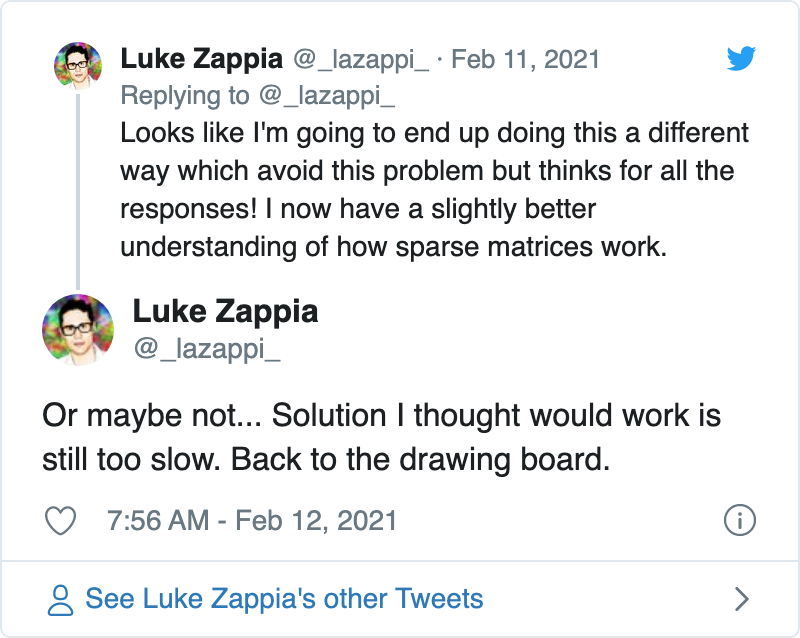 Luke Zappia @_lazappi_ · Feb 11, 2021
Replying to @_lazappi_
Looks like I'm going to end up doing this a different
way which avoid this problem but thinks for all the
responses! I now have a slightly better
understanding of how sparse matrices work.
Luke Zappia
@_lazappi_
Or maybe not... Solution I thought would work is
still too slow. Back to the drawing board.
7:56 AM - Feb 12, 2021
See Luke Zappia's other Tweets